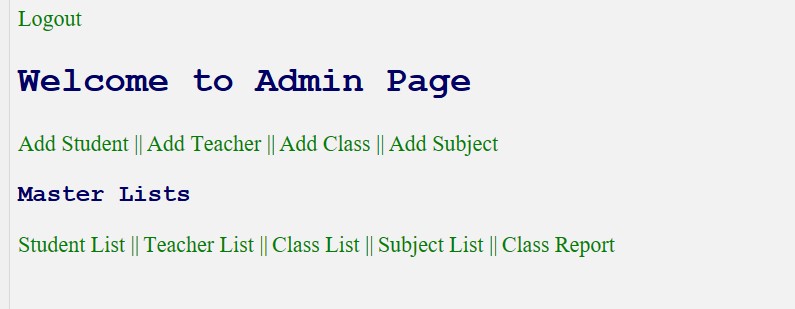 Logout
Welcome to Admin Page
Add Student || Add Teacher || Add Class || Add Subject
Master Lists
Student List || Teacher List || Class List || Subject List || Class Report